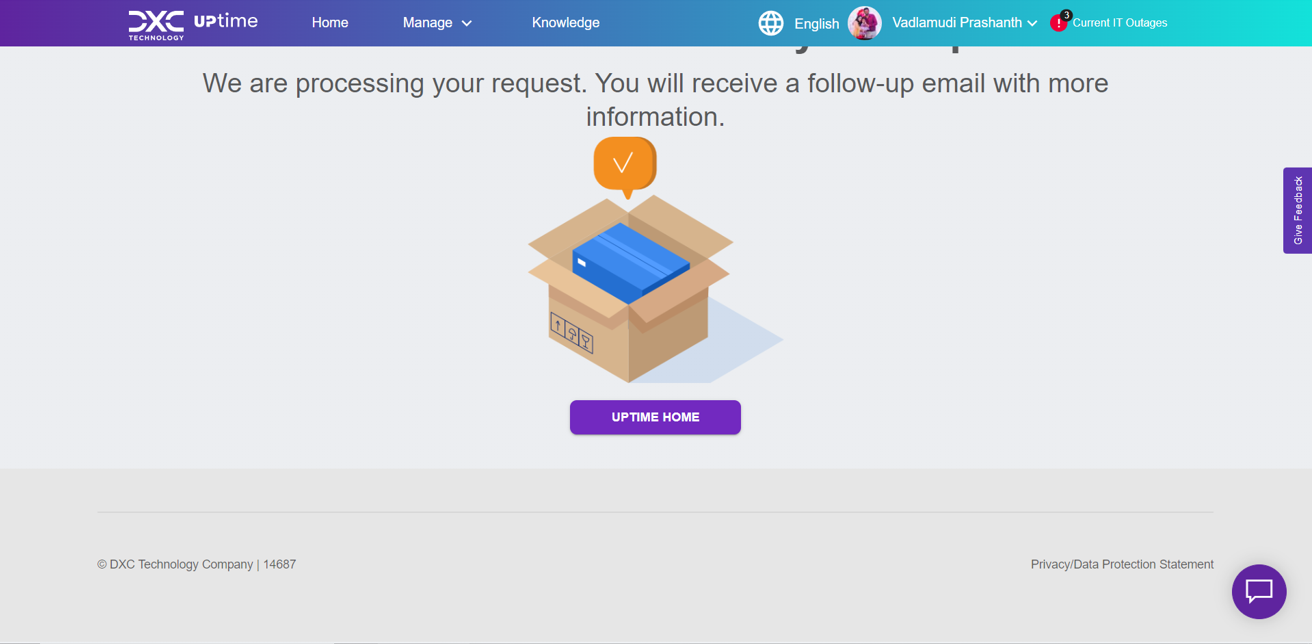 DXC TECHNOLOGY UPtime Home Manage Knowledge English Vadlamudi Prashanth 3 Current IT Outages
We are processing your request. You will receive a follow-up email with more
information.
Give Feedback
UPTIME HOME
© DXC Technology Company | 14687 Privacy/Data Protection Statement